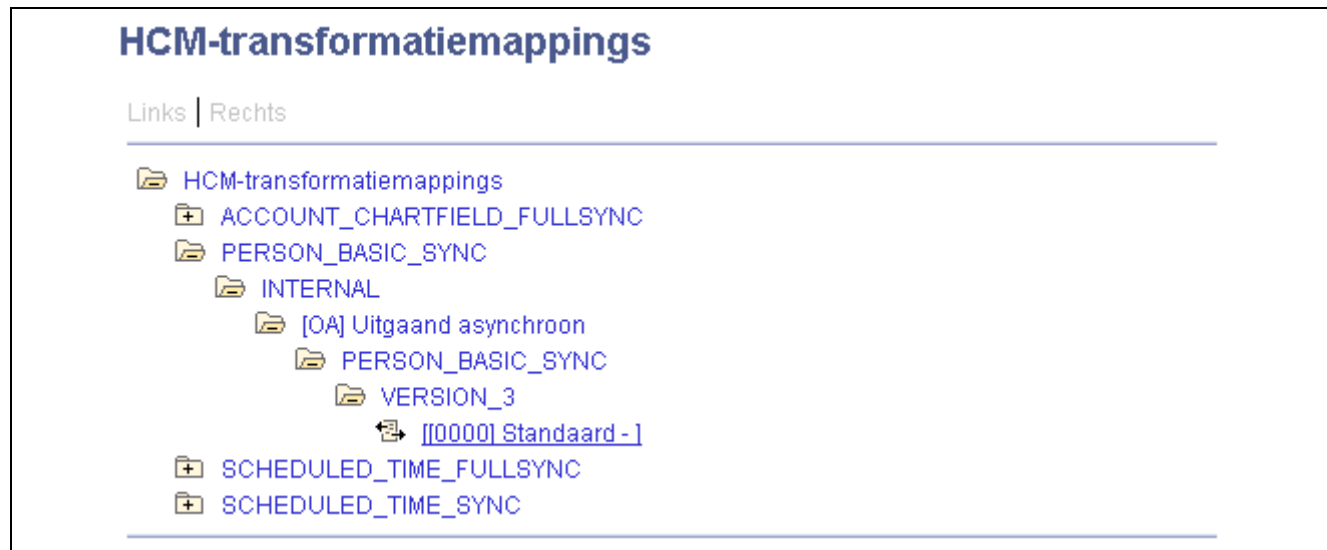 HCM-transformatiemappings
Links | Rechts
HCM-transformatiemappings
ACCOUNT_CHARTFIELD_FULLSYNC
PERSON_BASIC_SYNC
INTERNAL
[OA] Uitgaand asynchroon
PERSON_BASIC_SYNC
VERSION_3
[[0000] Standaard - ]
SCHEDULED_TIME_FULLSYNC
SCHEDULED_TIME_SYNC